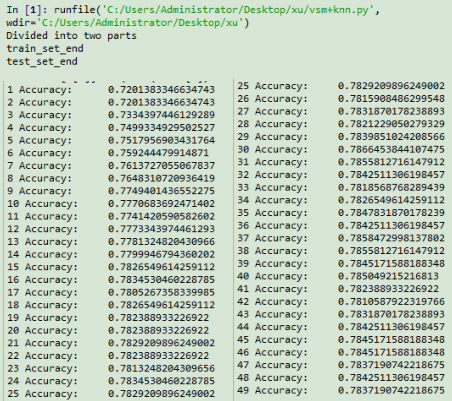 In [1]: runfile('C:/Users/Administrator/Desktop/xu/vsm+knn.py',
wdir='C:/Users/Administrator/Desktop/xu')
Divided into two parts
train_set_end
test_set_end
1 Accuracy: 0.7201383346634743
2 Accuracy: 0.7201383346634743
3 Accuracy: 0.7334397446129289
4 Accuracy: 0.7499334929502527
5 Accuracy: 0.7517956903431764
6 Accuracy: 0.759244479914871
7 Accuracy: 0.7613727055067837
8 Accuracy: 0.7648310720936419
9 Accuracy: 0.7749401436552275
10 Accuracy: 0.7770683692471402
11 Accuracy: 0.7741420590582602
12 Accuracy: 0.7773343974461293
13 Accuracy: 0.7781324820430966
14 Accuracy: 0.7799946794360202
15 Accuracy: 0.7826549614259112
16 Accuracy: 0.7834530460228785
17 Accuracy: 0.7805267358339985
18 Accuracy: 0.7826549614259112
19 Accuracy: 0.782388933226922
20 Accuracy: 0.782388933226922
21 Accuracy: 0.7829209896249002
22 Accuracy: 0.782388933226922
23 Accuracy: 0.7813248204309656
24 Accuracy: 0.7834530460228785
25 Accuracy: 0.7829209896249002
25 Accuracy: 0.7829209896249002
26 Accuracy: 0.7815908486299548
27 Accuracy: 0.7831870178238893
28 Accuracy: 0.7821229050279329
29 Accuracy: 0.7839851024208566
30 Accuracy: 0.7866453844107475
31 Accuracy: 0.7855812716147912
32 Accuracy: 0.7842511306198457
33 Accuracy: 0.7818568768289439
34 Accuracy: 0.7826549614259112
35 Accuracy: 0.7847831870178239
36 Accuracy: 0.7842511306198457
37 Accuracy: 0.7858472998137802
38 Accuracy: 0.7855812716147912
39 Accuracy: 0.7845171588188348
40 Accuracy: 0.785049215216813
41 Accuracy: 0.782388933226922
42 Accuracy: 0.7810587922319766
43 Accuracy: 0.7831870178238893
44 Accuracy: 0.7842511306198457
45 Accuracy: 0.7845171588188348
46 Accuracy: 0.7845171588188348
47 Accuracy: 0.7837190742218675
48 Accuracy: 0.7842511306198457
49 Accuracy: 0.7837190742218675